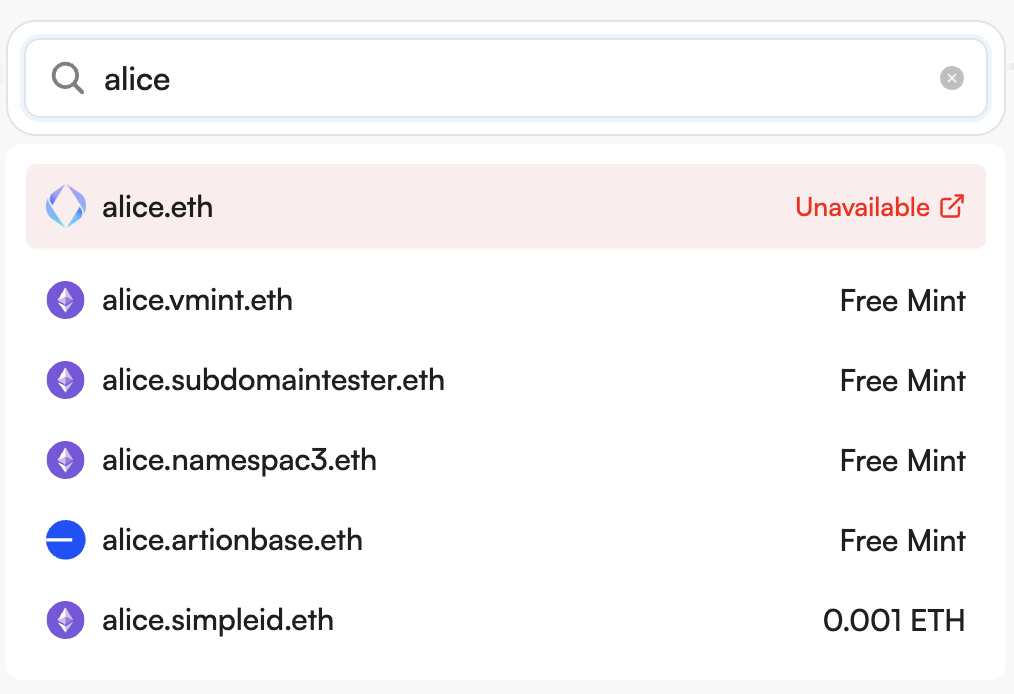 alice
alice.eth Unavailable
alice.vmint.eth Free Mint
alice.subdomaintester.eth Free Mint
alice.namespac3.eth Free Mint
alice.artionbase.eth Free Mint
alice.simpleid.eth 0.001 ETH